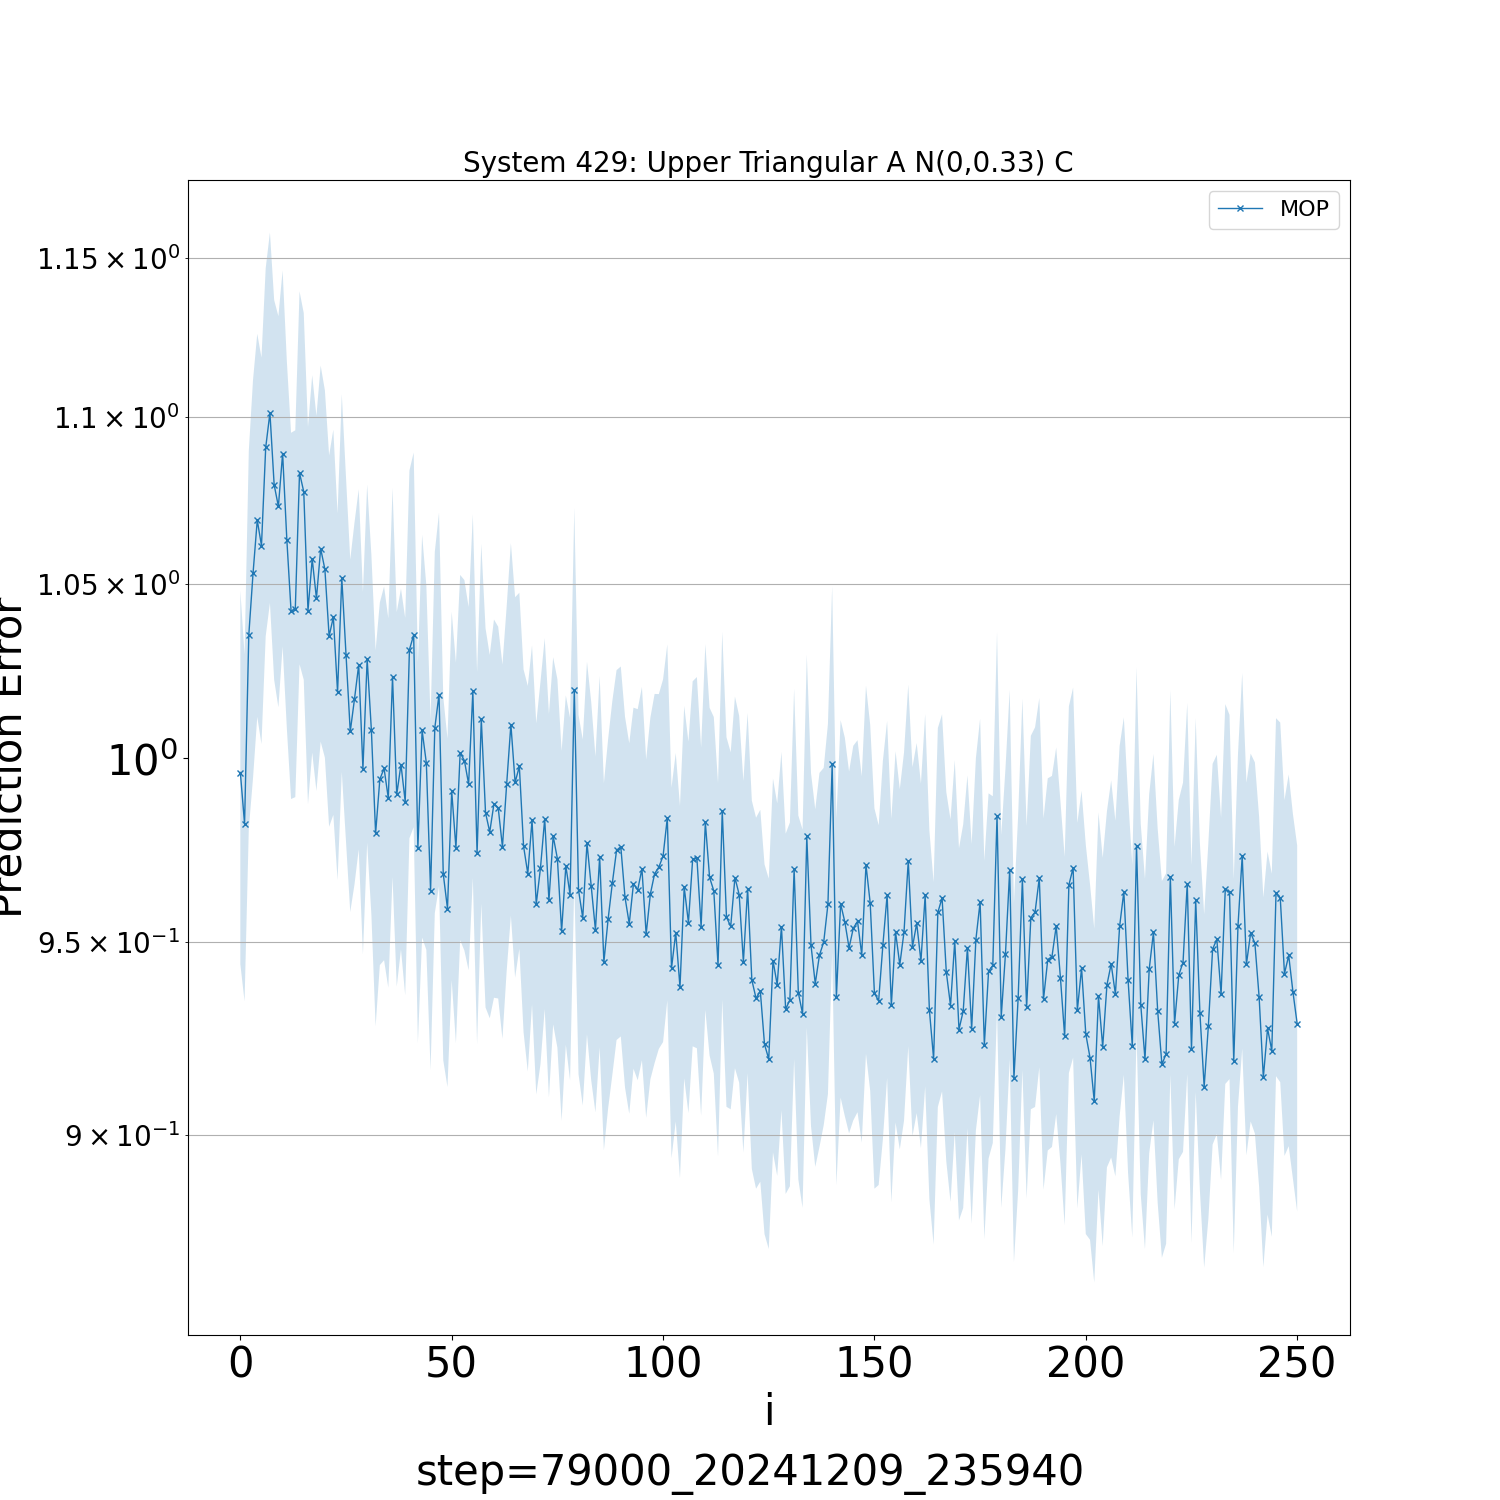 System 429: Upper Triangular A N(0,0.33) C
MOP
1.15 × 10⁰
1.1 × 10⁰
1.05 × 10⁰
10⁰
9.5 × 10⁻¹
9 × 10⁻¹
Prediction Error
0 50 100 150 200 250
i
step=79000_20241209_235940